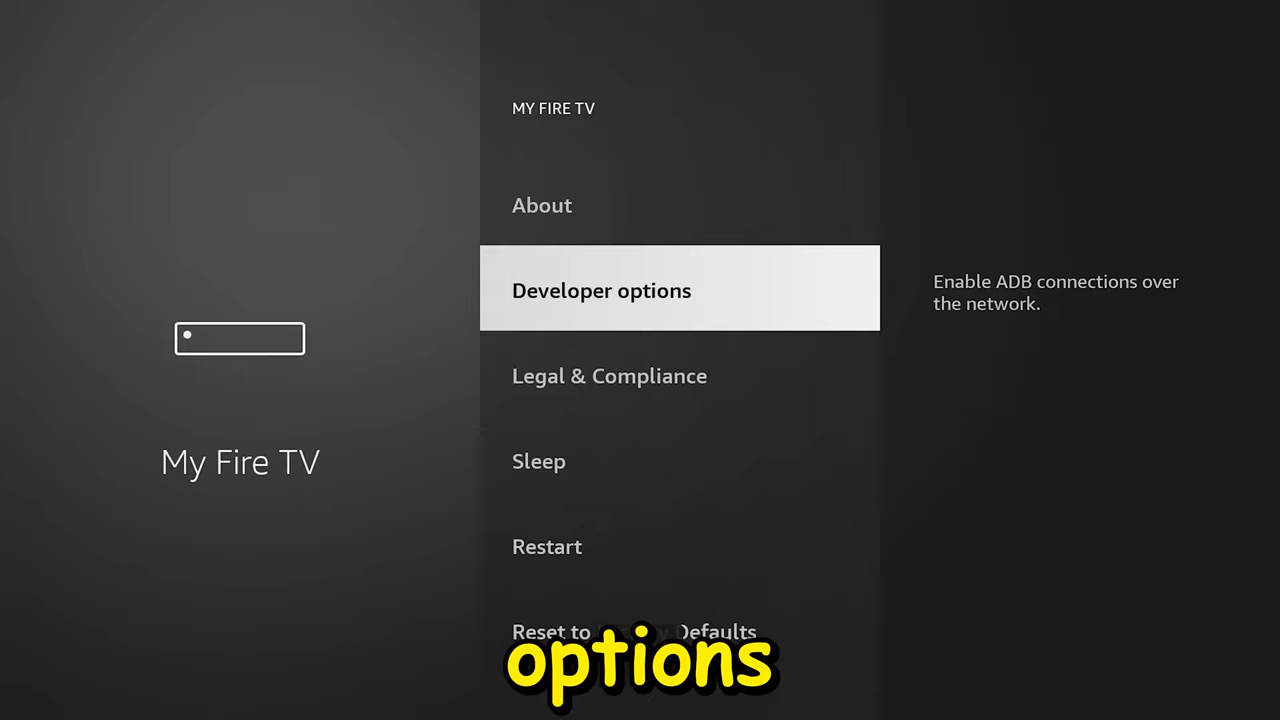 MY FIRE TV
About
Developer options
Enable ADB connections over
the network.
Legal & Compliance
My Fire TV
Sleep
Restart
Reset to Defaults
options